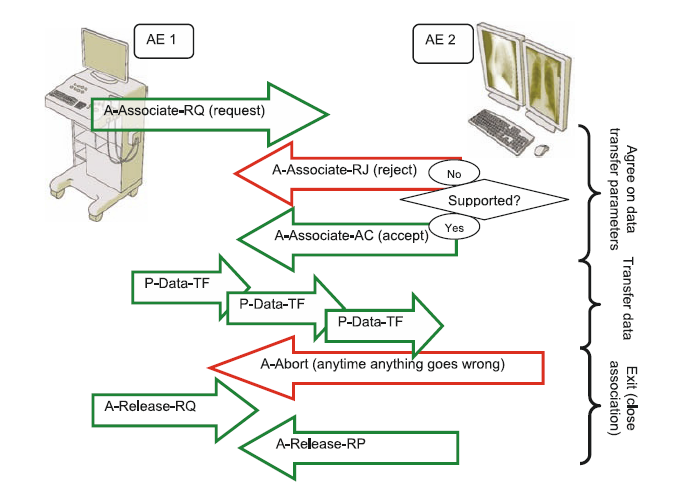 AE 1
AE 2
A-Associate-RQ (request)
A-Associate-RJ (reject)
No
Supported?
Yes
A-Associate-AC (accept)
P-Data-TF
P-Data-TF
P-Data-TF
A-Abort (anytime anything goes wrong)
A-Release-RQ
A-Release-RP
Agree on data
transfer parameters
Transfer data
Exit (close
association)